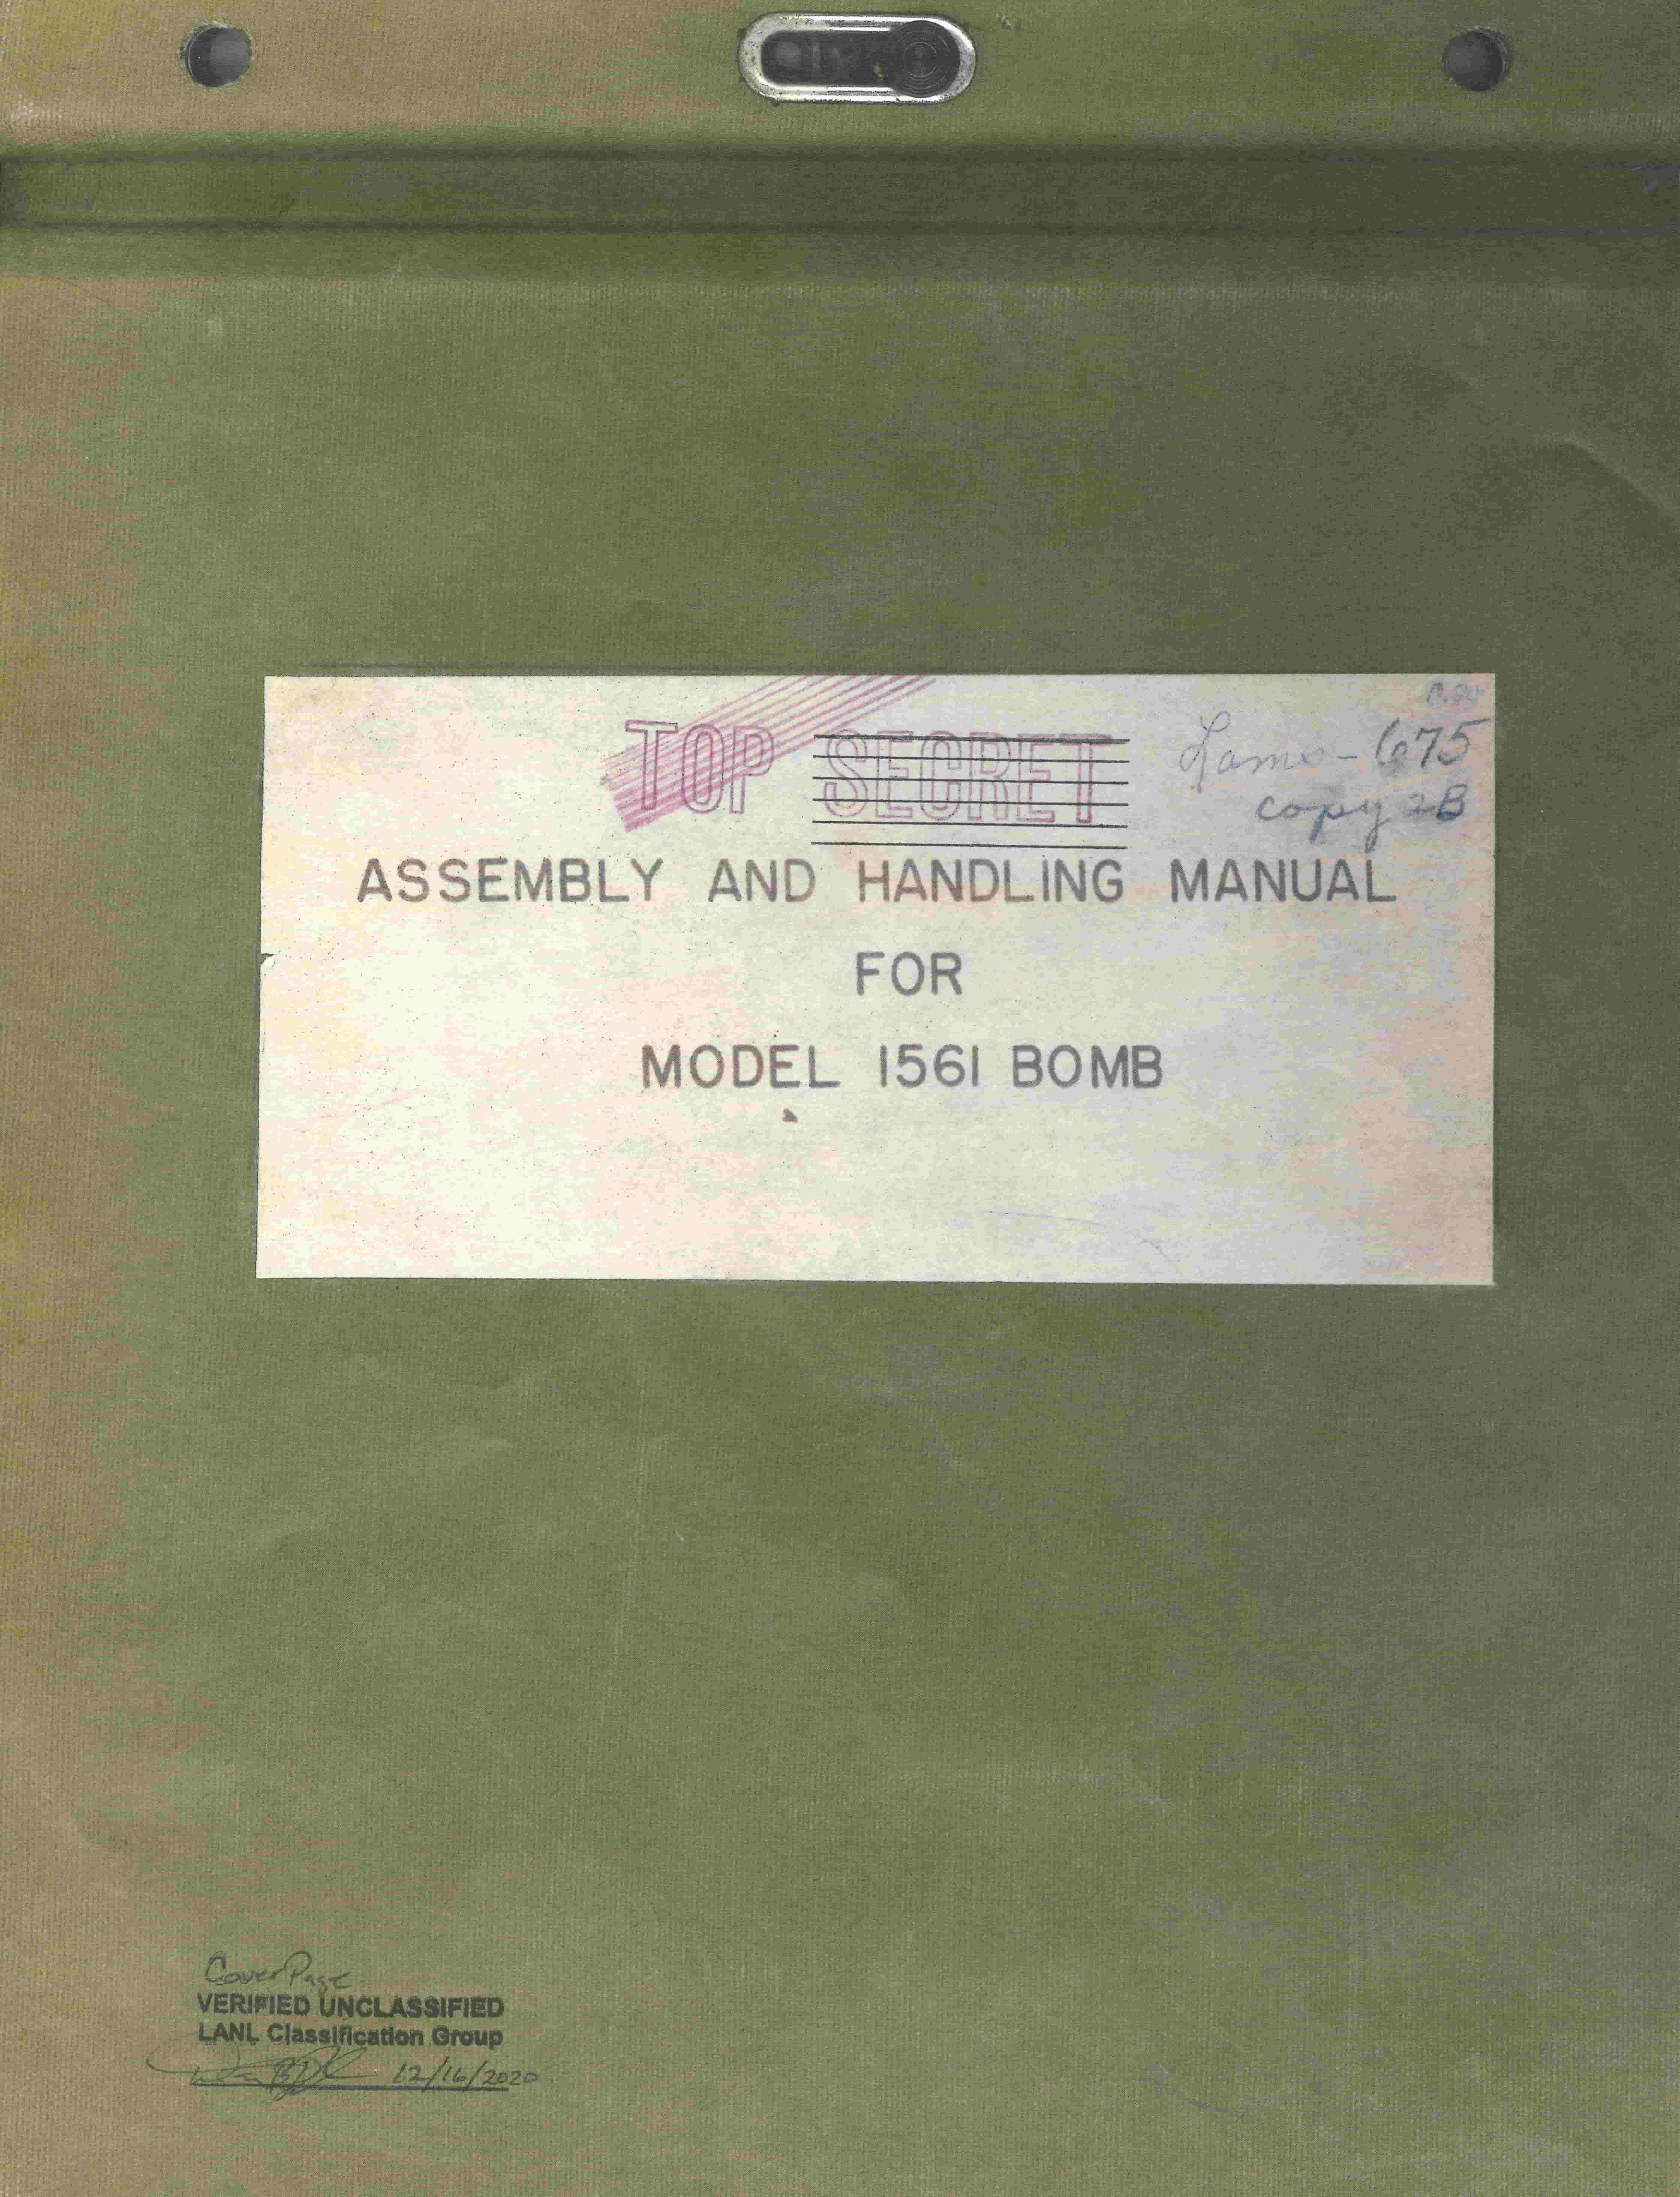 TOP SECRET
Lams - 675
copy 2B
ASSEMBLY AND HANDLING MANUAL
FOR
MODEL 1561 BOMB
Cover Page
VERIFIED UNCLASSIFIED
LANL Classification Group
12/16/2020